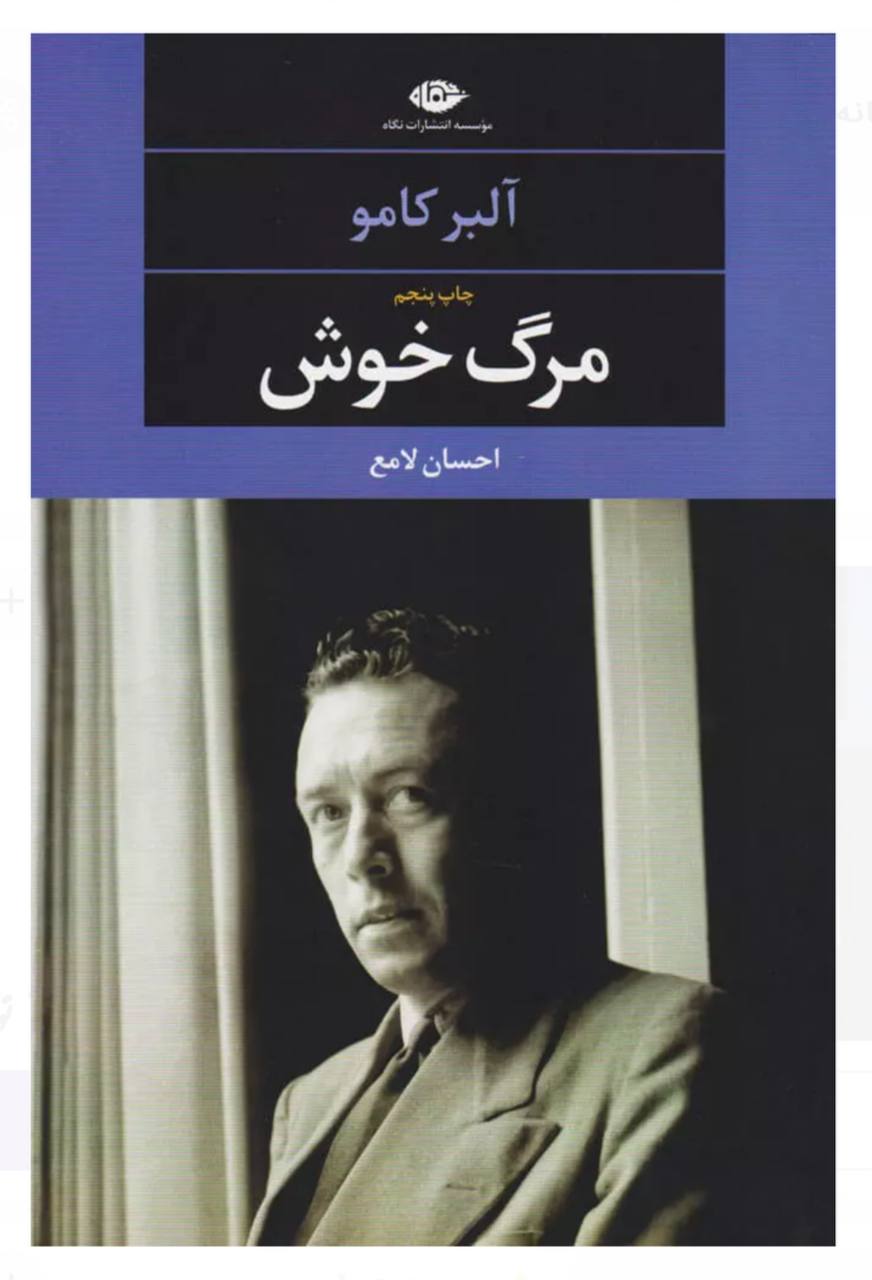 نگاه
مؤسسه انتشارات نگاه
آلبر کامو
چاپ پنجم
مرگ خوش
احسان لامع